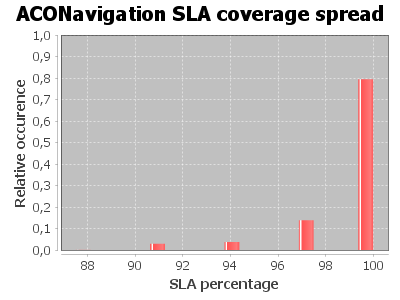 ACONavigation SLA coverage spread
Relative occurence
1,0
0,9
0,8
0,7
0,6
0,5
0,4
0,3
0,2
0,1
0,0
88 90 92 94 96 98 100
SLA percentage